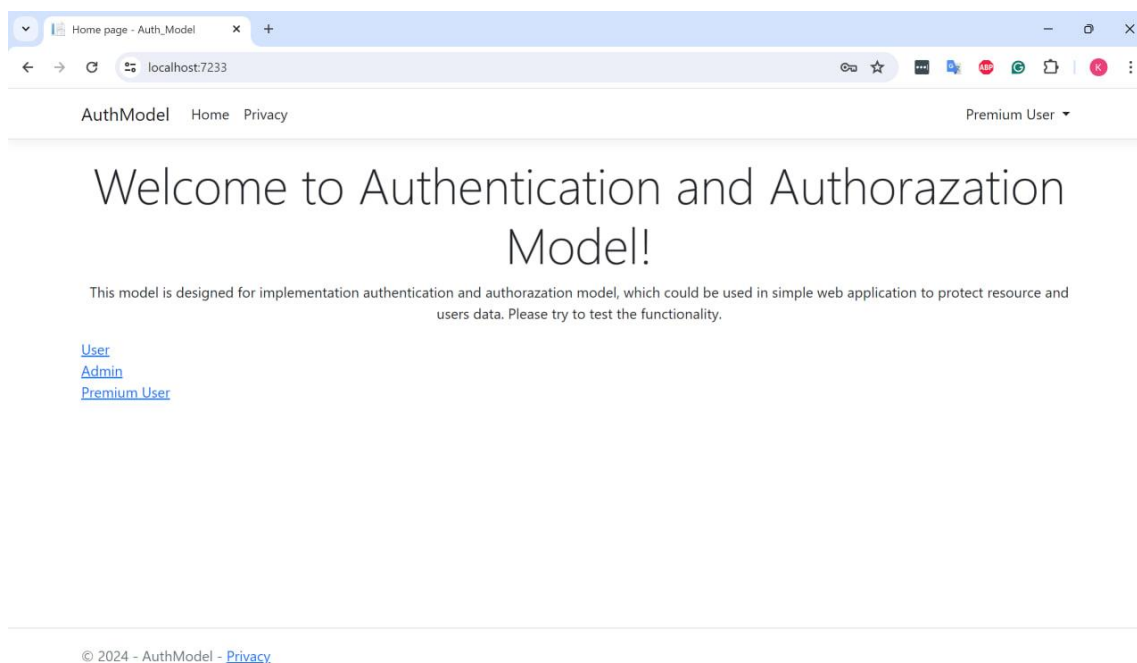 Home page - Auth_Model
localhost:7233
ABP
K
AuthModel Home Privacy Premium User
Welcome to Authentication and Authorazation
Model!
This model is designed for implementation authentication and authorazation model, which could be used in simple web application to protect resource and
users data. Please try to test the functionality.
User
Admin
Premium User
© 2024 - AuthModel - Privacy